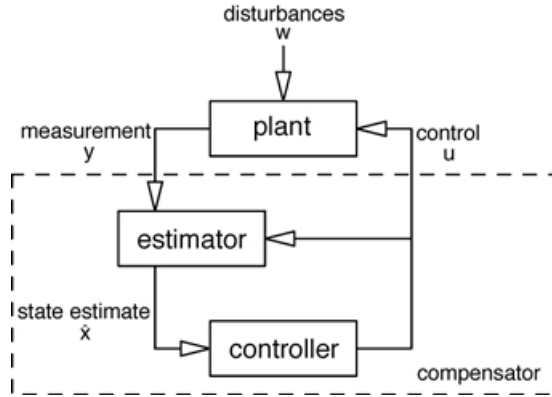 disturbances
w
plant
measurement
y
control
u
estimator
state estimate
x̂
controller
compensator